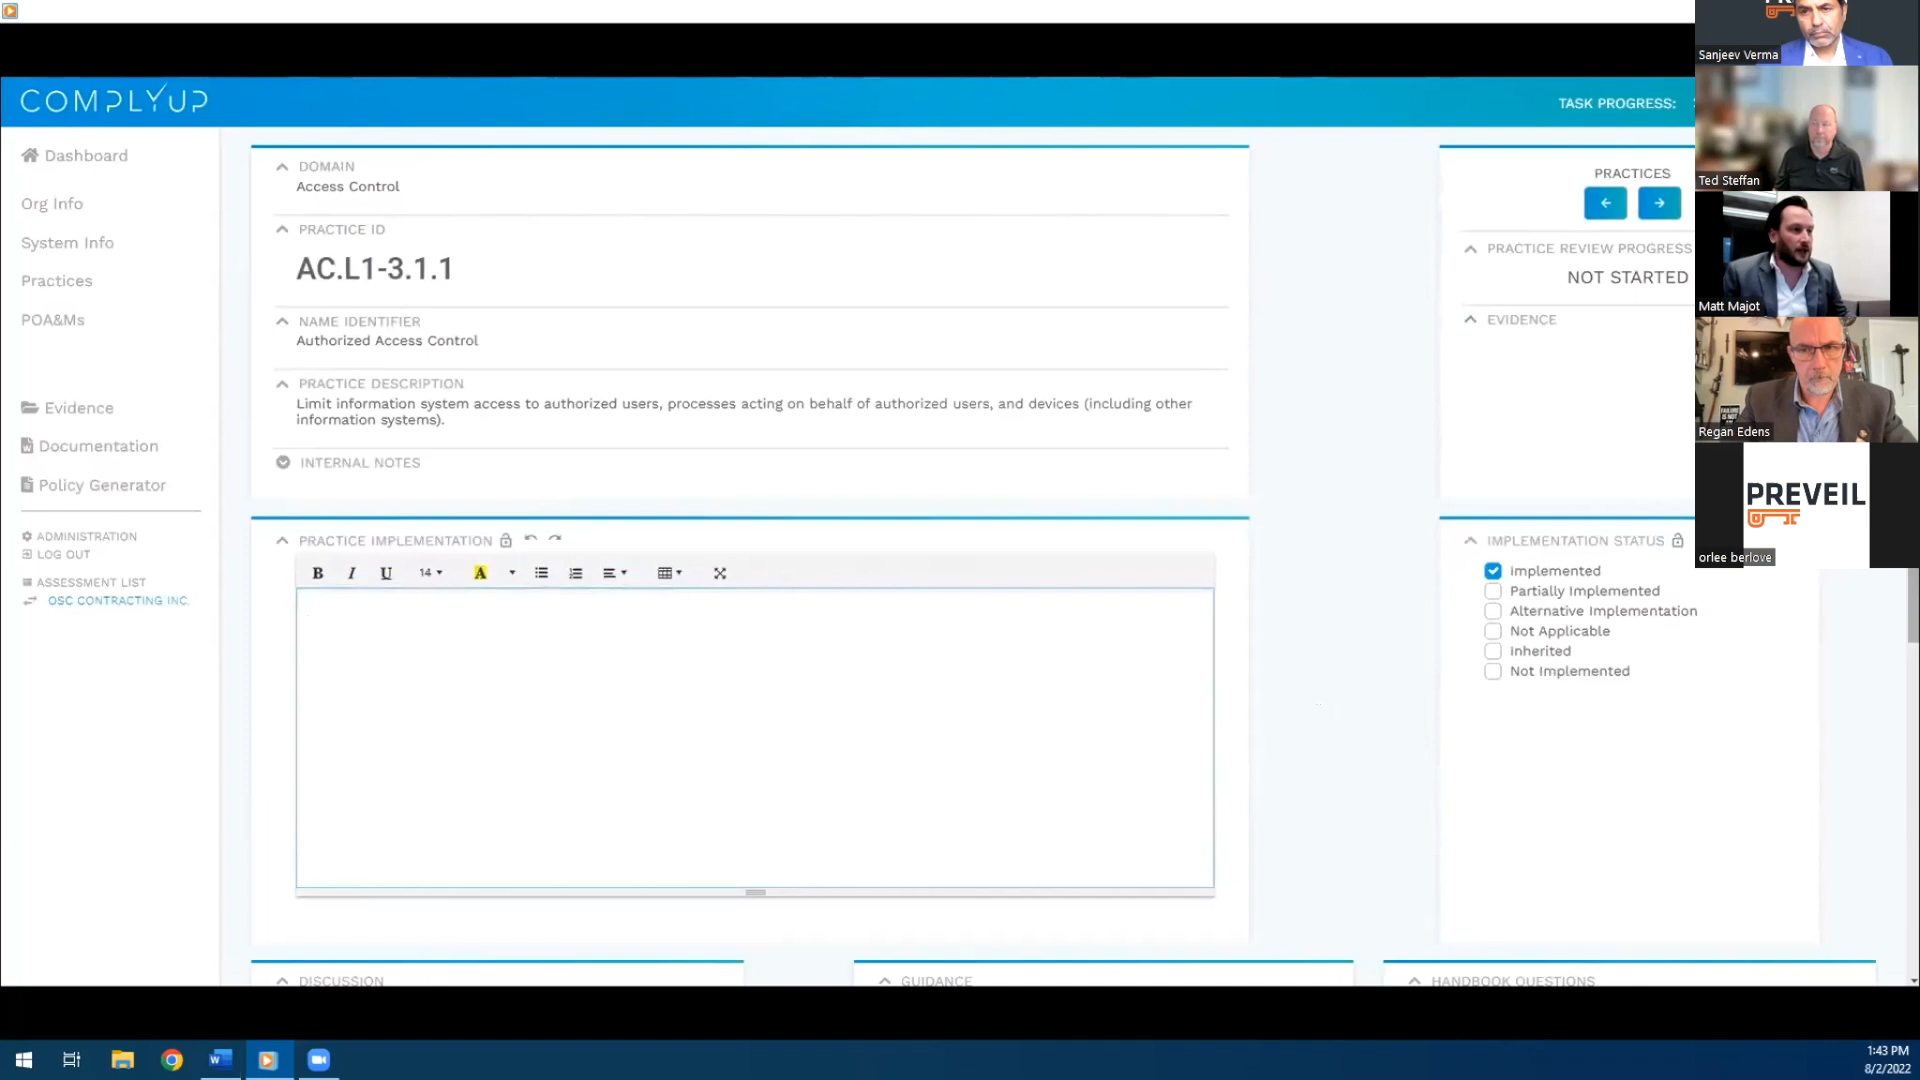 COMPLYUP
TASK PROGRESS:
Dashboard
Org Info
System Info
Practices
POA&Ms
Evidence
Documentation
Policy Generator
ADMINISTRATION
LOG OUT
ASSESSMENT LIST
OSC CONTRACTING INC.
DOMAIN
Access Control
PRACTICE ID
AC.L1-3.1.1
NAME IDENTIFIER
Authorized Access Control
PRACTICE DESCRIPTION
Limit information system access to authorized users, processes acting on behalf of authorized users, and devices (including other
information systems).
INTERNAL NOTES
PRACTICE IMPLEMENTATION
B I U 14 A
PRACTICES
PRACTICE REVIEW PROGRESS
NOT STARTED
EVIDENCE
IMPLEMENTATION STATUS
Implemented
Partially Implemented
Alternative Implementation
Not Applicable
Inherited
Not Implemented
DISCUSSION
GUIDANCE
HANDBOOK QUESTIONS
Sanjeev Verma
Ted Steffan
Matt Majot
Regan Edens
PREVEIL
orlee berlove
1:43 PM
8/2/2022